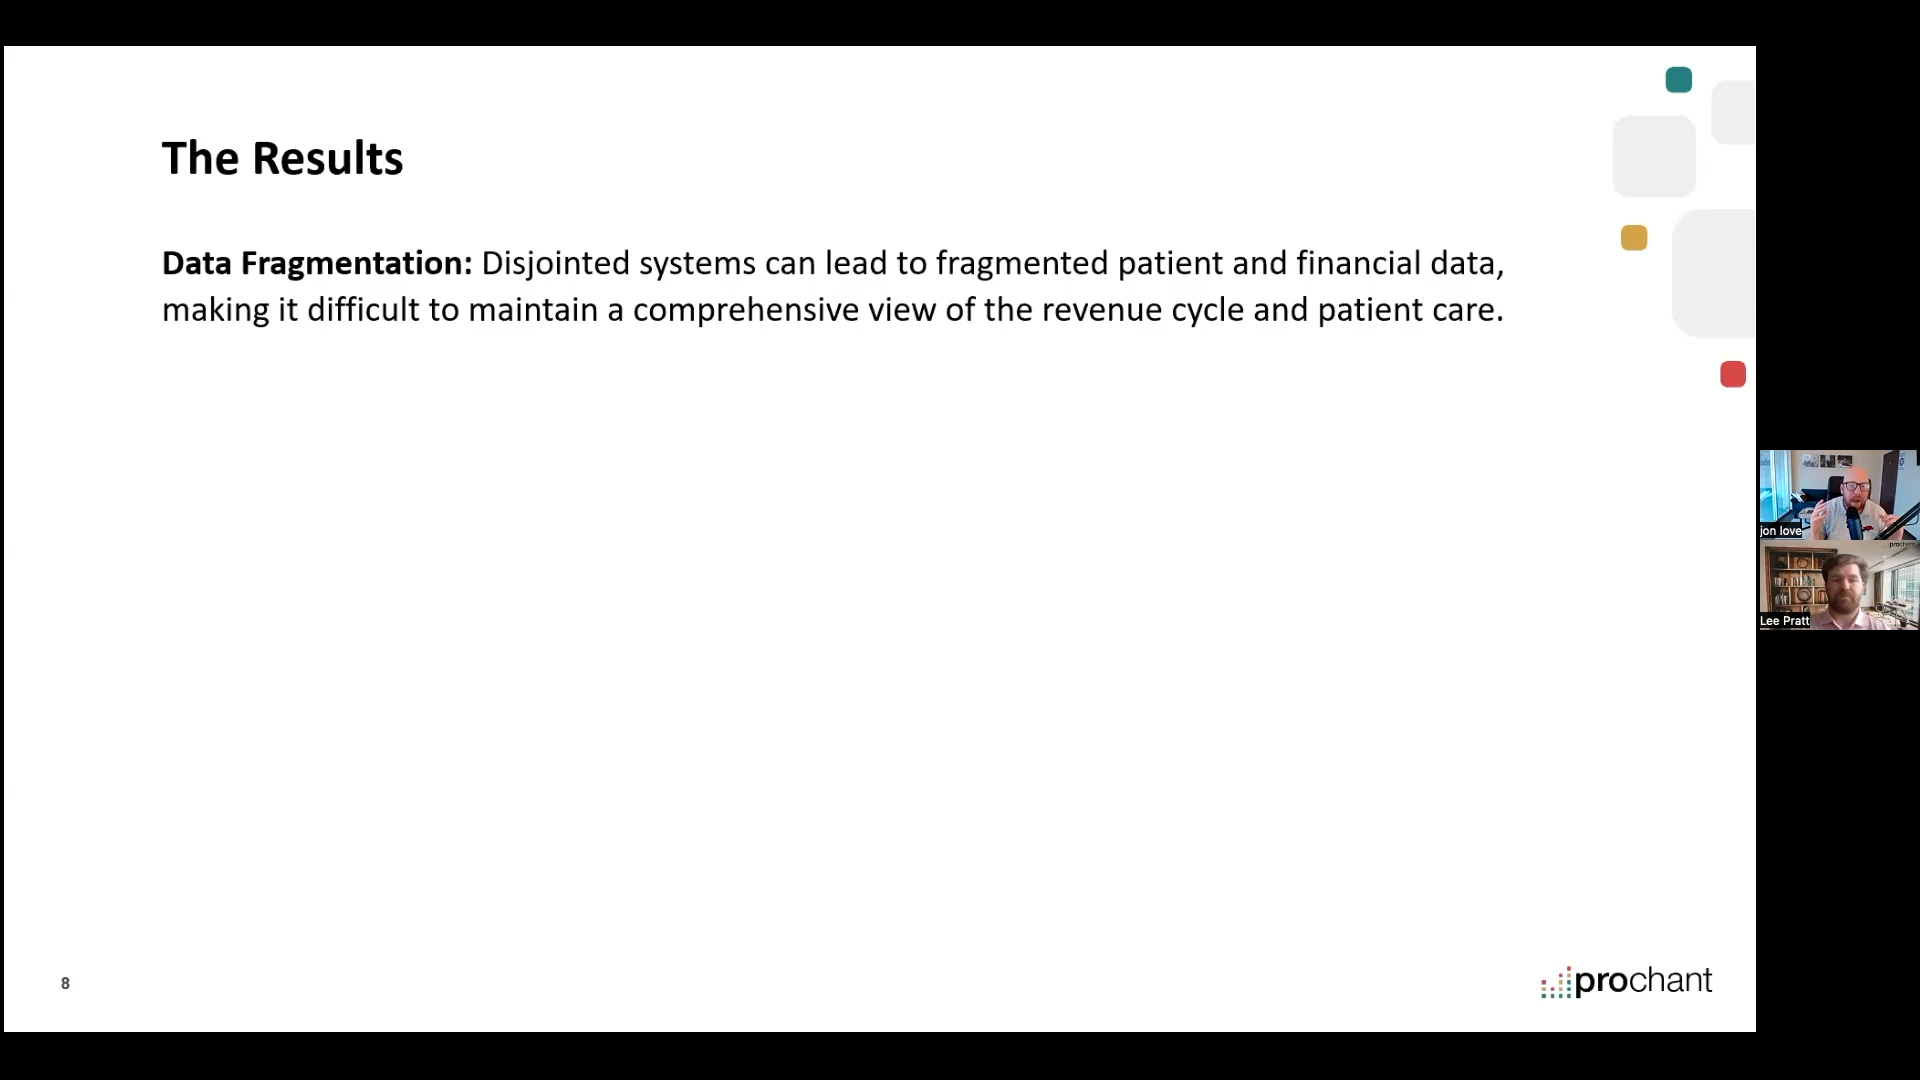 The Results
Data Fragmentation: Disjointed systems can lead to fragmented patient and financial data,
making it difficult to maintain a comprehensive view of the revenue cycle and patient care.
jon love
prochant
Lee Pratt
8
prochant